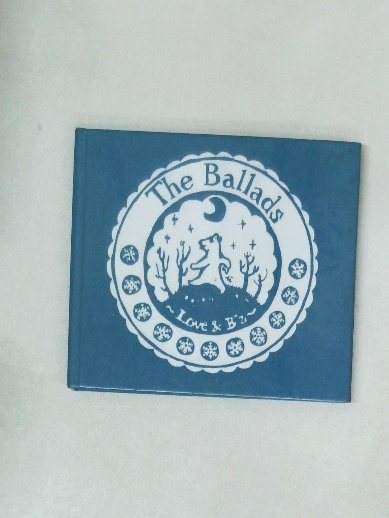 The Ballads
~ Love & B'z ~